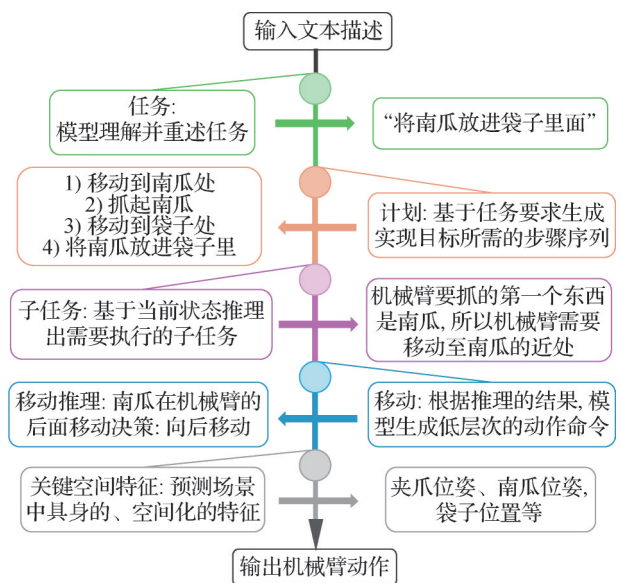 输入文本描述
任务:
模型理解并重述任务
“将南瓜放进袋子里面”
1) 移动到南瓜处
2) 抓起南瓜
3) 移动到袋子处
4) 将南瓜放进袋子里
计划: 基于任务要求生成
实现目标所需的步骤序列
子任务: 基于当前状态推理
出需要执行的子任务
机械臂要抓的第一个东西
是南瓜, 所以机械臂需要
移动至南瓜的近处
移动推理: 南瓜在机械臂的
后面移动决策: 向后移动
移动: 根据推理的结果, 模
型生成低层次的动作命令
关键空间特征: 预测场景
中具身的、空间化的特征
夹爪位姿、南瓜位姿,
袋子位置等
输出机械臂动作